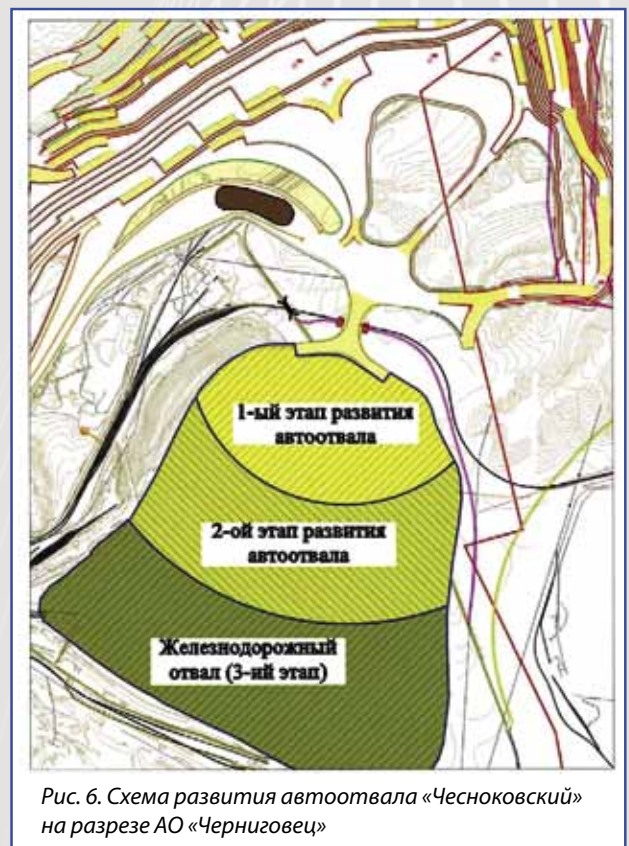 1-ый этап развития
автоотвала
2-ой этап развития
автоотвала
Железнодорожный
отвал (3-ий этап)
Рис. 6. Схема развития автоотвала «Чесноковский»
на разрезе АО «Черниговец»